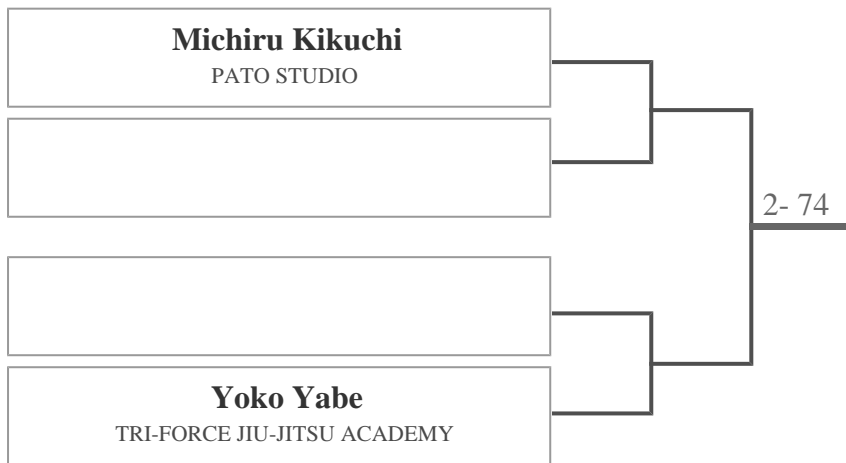 Michiru Kikuchi
PATO STUDIO
2- 74
Yoko Yabe
TRI-FORCE JIU-JITSU ACADEMY